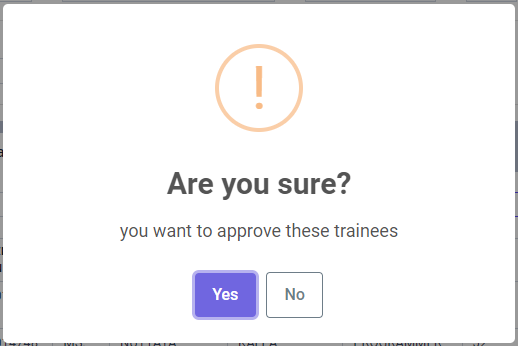 !
Are you sure?
you want to approve these trainees
Yes
No